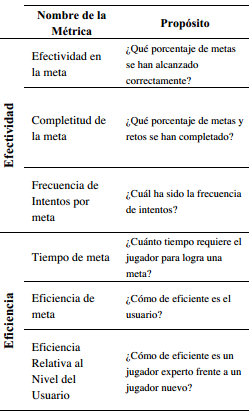 Nombre de la
Métrica
Propósito
Efectividad
Efectividad en
la meta
¿Qué porcentaje de metas
se han alcanzado
correctamente?
Completitud de
la meta
¿Qué porcentaje de metas y
retos se han completado?
Frecuencia de
Intentos por
meta
¿Cuál ha sido la frecuencia
de intentos?
Eficiencia
Tiempo de meta
¿Cuánto tiempo requiere el
jugador para logra una
meta?
Eficiencia de
meta
¿Cómo de eficiente es el
usuario?
Eficiencia
Relativa al
Nivel del
Usuario
¿Cómo de eficiente es un
jugador experto frente a un
jugador nuevo?